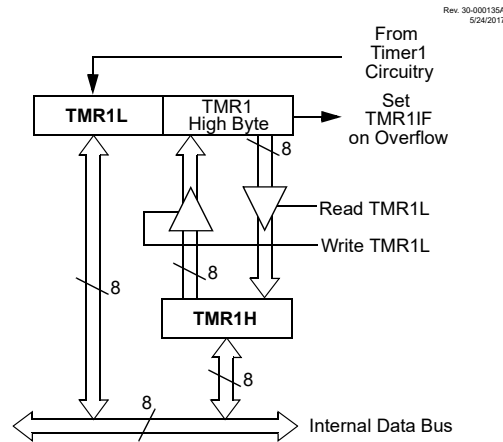 Rev. 30-000135A
5/24/2017
From
Timer1
Circuitry
TMR1L
TMR1
High Byte
Set
TMR1IF
on Overflow
8
Read TMR1L
Write TMR1L
8
8
TMR1H
8
8
Internal Data Bus